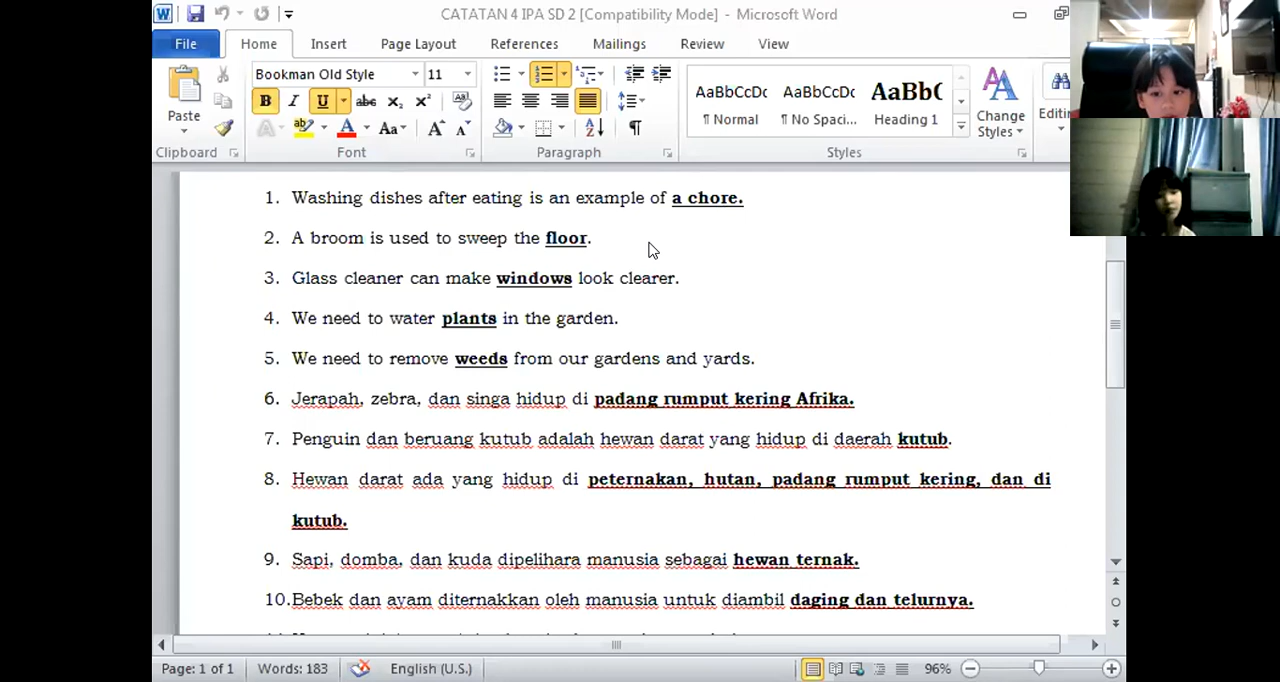 CATATAN 4 IPA SD 2 [Compatibility Mode] - Microsoft Word
File Home Insert Page Layout References Mailings Review View
Bookman Old Style 11
AaBbCcDc AaBbCcDc AaBbC
Paste
¶ Normal ¶ No Spaci... Heading 1
Change Styles
Editin
Clipboard Font Paragraph Styles
1. Washing dishes after eating is an example of a chore.
2. A broom is used to sweep the floor.
3. Glass cleaner can make windows look clearer.
4. We need to water plants in the garden.
5. We need to remove weeds from our gardens and yards.
6. Jerapah, zebra, dan singa hidup di padang rumput kering Afrika.
7. Penguin dan beruang kutub adalah hewan darat yang hidup di daerah kutub.
8. Hewan darat ada yang hidup di peternakan, hutan, padang rumput kering, dan di
kutub.
9. Sapi, domba, dan kuda dipelihara manusia sebagai hewan ternak.
10. Bebek dan ayam diternakkan oleh manusia untuk diambil daging dan telurnya.
Page: 1 of 1 Words: 183 English (U.S.) 96%